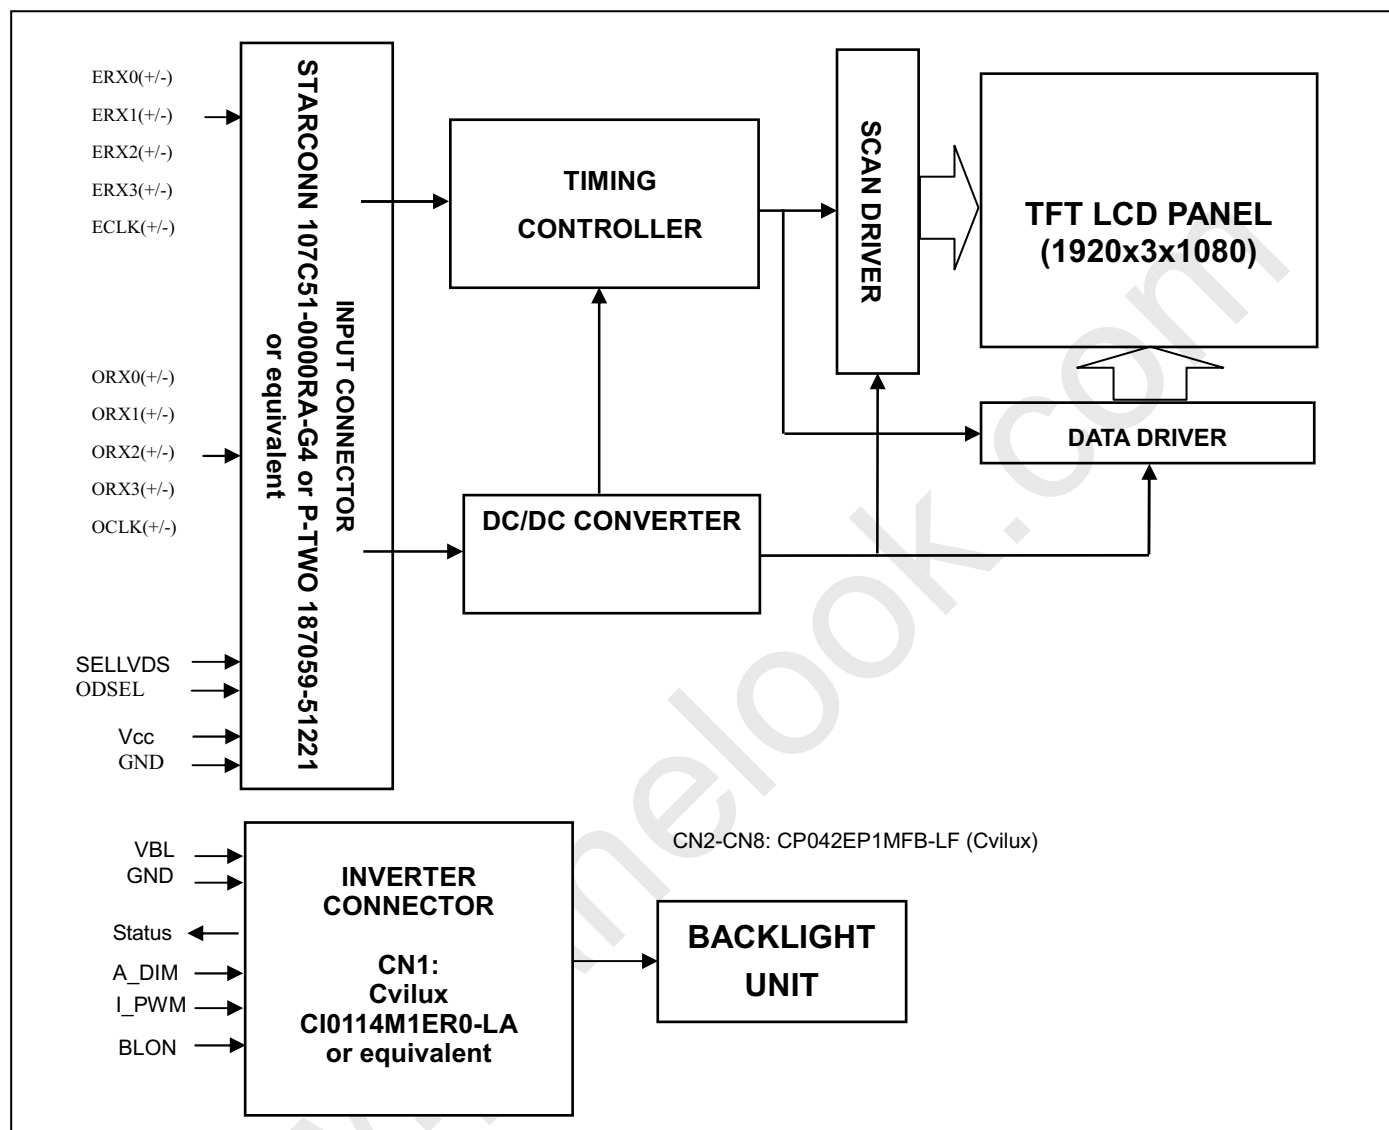 ERX0(+/-)
ERX1(+/-)
ERX2(+/-)
ERX3(+/-)
ECLK(+/-)
ORX0(+/-)
ORX1(+/-)
ORX2(+/-)
ORX3(+/-)
OCLK(+/-)
SELLVDS
ODSEL
Vcc
GND
INPUT CONNECTOR
STARCONN 107C51-0000RA-G4 or P-TWO 187059-51221
or equivalent
TIMING
CONTROLLER
DC/DC CONVERTER
SCAN DRIVER
TFT LCD PANEL
(1920x3x1080)
DATA DRIVER
VBL
GND
Status
A_DIM
I_PWM
BLON
INVERTER
CONNECTOR
CN1:
Cvilux
CI0114M1ER0-LA
or equivalent
CN2-CN8: CP042EP1MFB-LF (Cvilux)
BACKLIGHT
UNIT
nelook.com